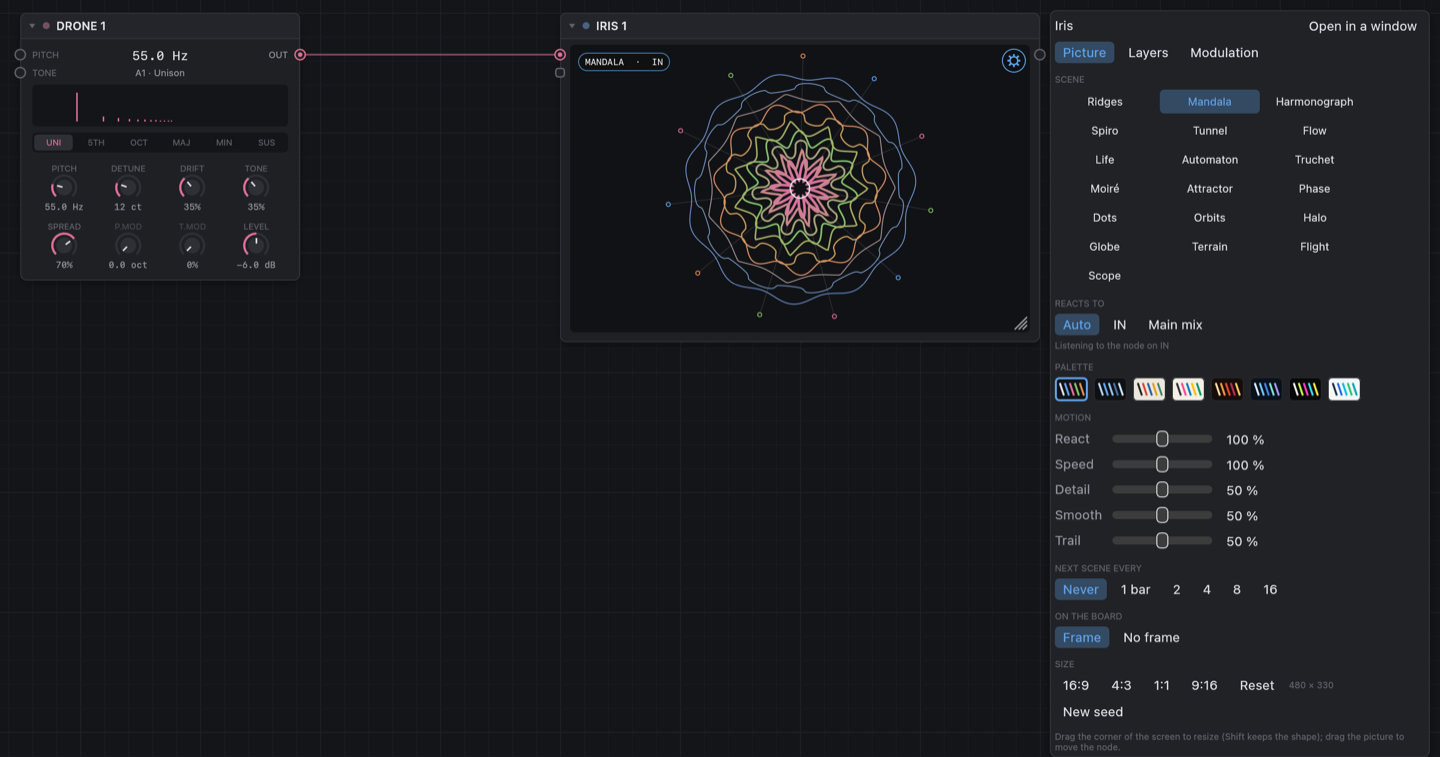 DRONE 1
PITCH
55.0 Hz
OUT
TONE
A1 · Unison
UNI 5TH OCT MAJ MIN SUS
PITCH DETUNE DRIFT TONE
55.0 Hz 12 ct 35% 35%
SPREAD P.MOD T.MOD LEVEL
70% 0.0 oct 0% −6.0 dB
IRIS 1
MANDALA · IN
Iris
Open in a window
Picture Layers Modulation
SCENE
Ridges Mandala Harmonograph
Spiro Tunnel Flow
Life Automaton Truchet
Moiré Attractor Phase
Dots Orbits Halo
Globe Terrain Flight
Scope
REACTS TO
Auto IN Main mix
Listening to the node on IN
PALETTE
MOTION
React 100 %
Speed 100 %
Detail 50 %
Smooth 50 %
Trail 50 %
NEXT SCENE EVERY
Never 1 bar 2 4 8 16
ON THE BOARD
Frame No frame
SIZE
16:9 4:3 1:1 9:16 Reset 480 × 330
New seed
Drag the corner of the screen to resize (Shift keeps the shape); drag the picture to
move the node.